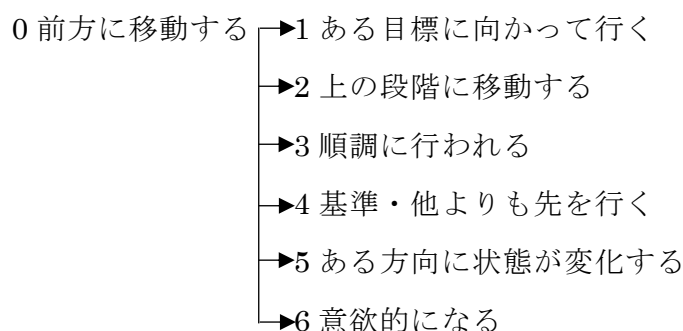 0 前方に移動する 1 ある目標に向かって行く
2 上の段階に移動する
3 順調に行われる
4 基準・他よりも先を行く
5 ある方向に状態が変化する
6 意欲的になる